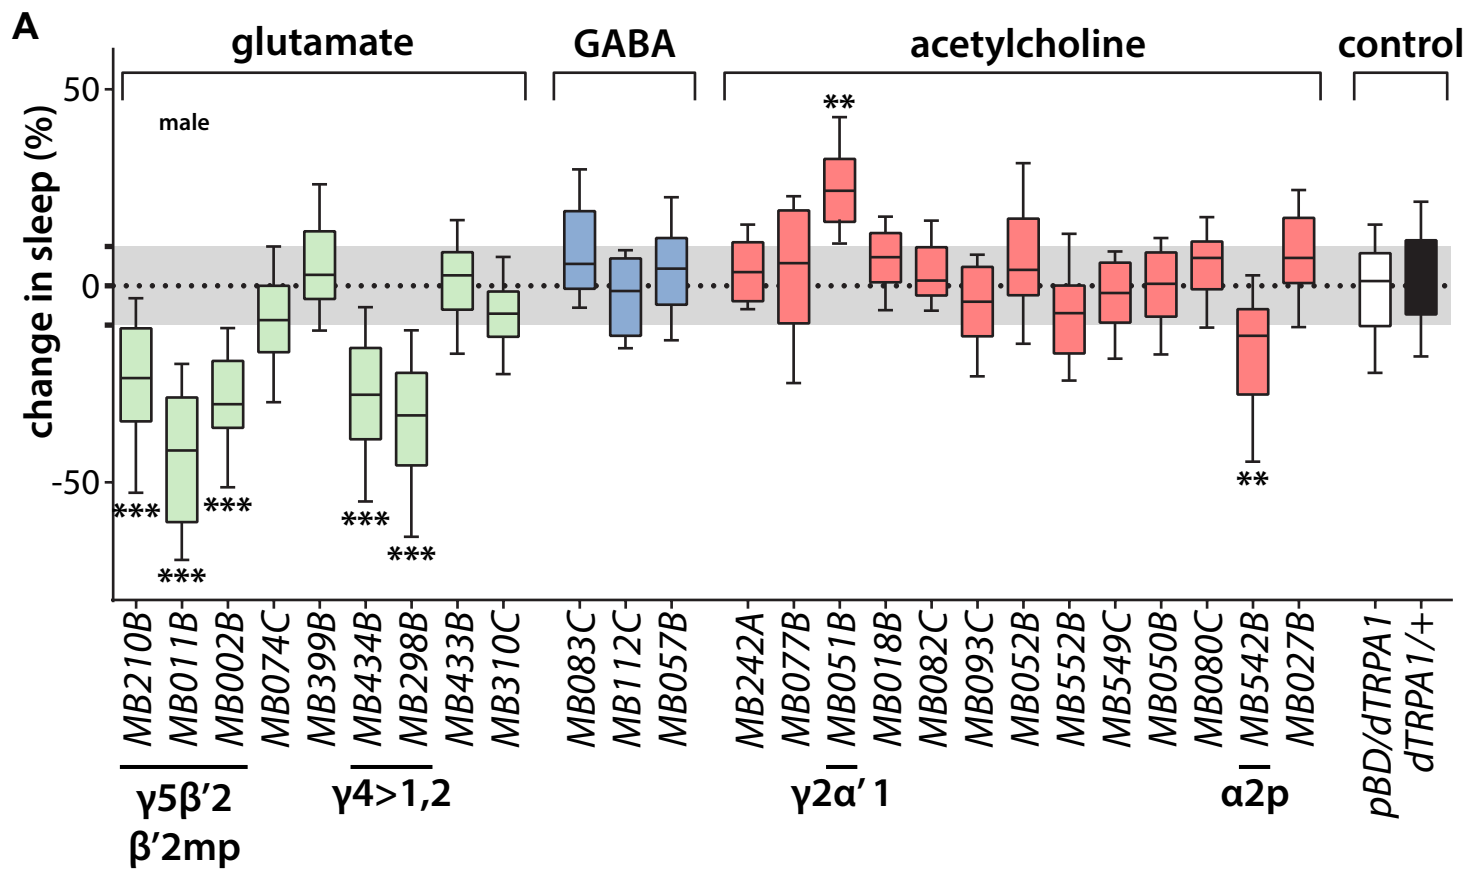 A
glutamate GABA acetylcholine control
50
**
male
change in sleep (%)
0
-50
*** *** *** *** *** **
MB210B MB011B MB002B MB074C MB399B MB434B MB298B MB433B MB310C MB083C MB112C MB057B MB242A MB077B MB051B MB018B MB082C MB093C MB052B MB552B MB549C MB050B MB080C MB542B MB027B pBD/dTRPA1 dTRPA1/+
γ5β′2 γ4>1,2 γ2α′ 1 α2p
β′2mp